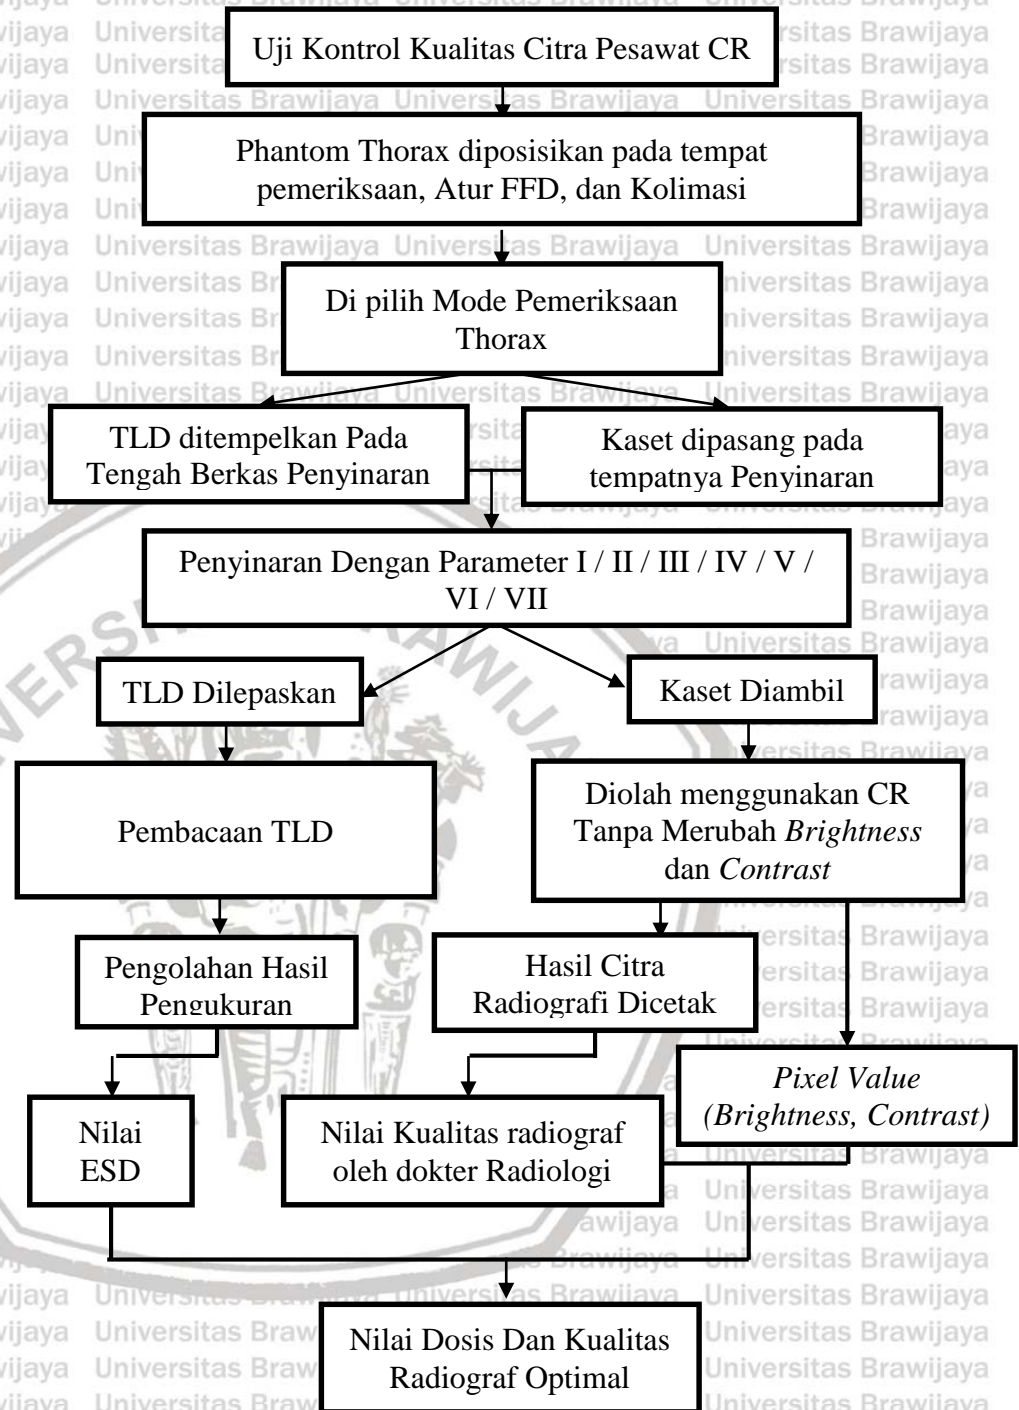 Uji Kontrol Kualitas Citra Pesawat CR
Phantom Thorax diposisikan pada tempat
pemeriksaan, Atur FFD, dan Kolimasi
Di pilih Mode Pemeriksaan
Thorax
TLD ditempelkan Pada
Tengah Berkas Penyinaran
Kaset dipasang pada
tempatnya Penyinaran
Penyinaran Dengan Parameter I / II / III / IV / V /
VI / VII
TLD Dilepaskan
Kaset Diambil
Pembacaan TLD
Diolah menggunakan CR
Tanpa Merubah Brightness
dan Contrast
Pengolahan Hasil
Pengukuran
Hasil Citra
Radiografi Dicetak
Pixel Value
(Brightness, Contrast)
Nilai
ESD
Nilai Kualitas radiograf
oleh dokter Radiologi
Nilai Dosis Dan Kualitas
Radiograf Optimal